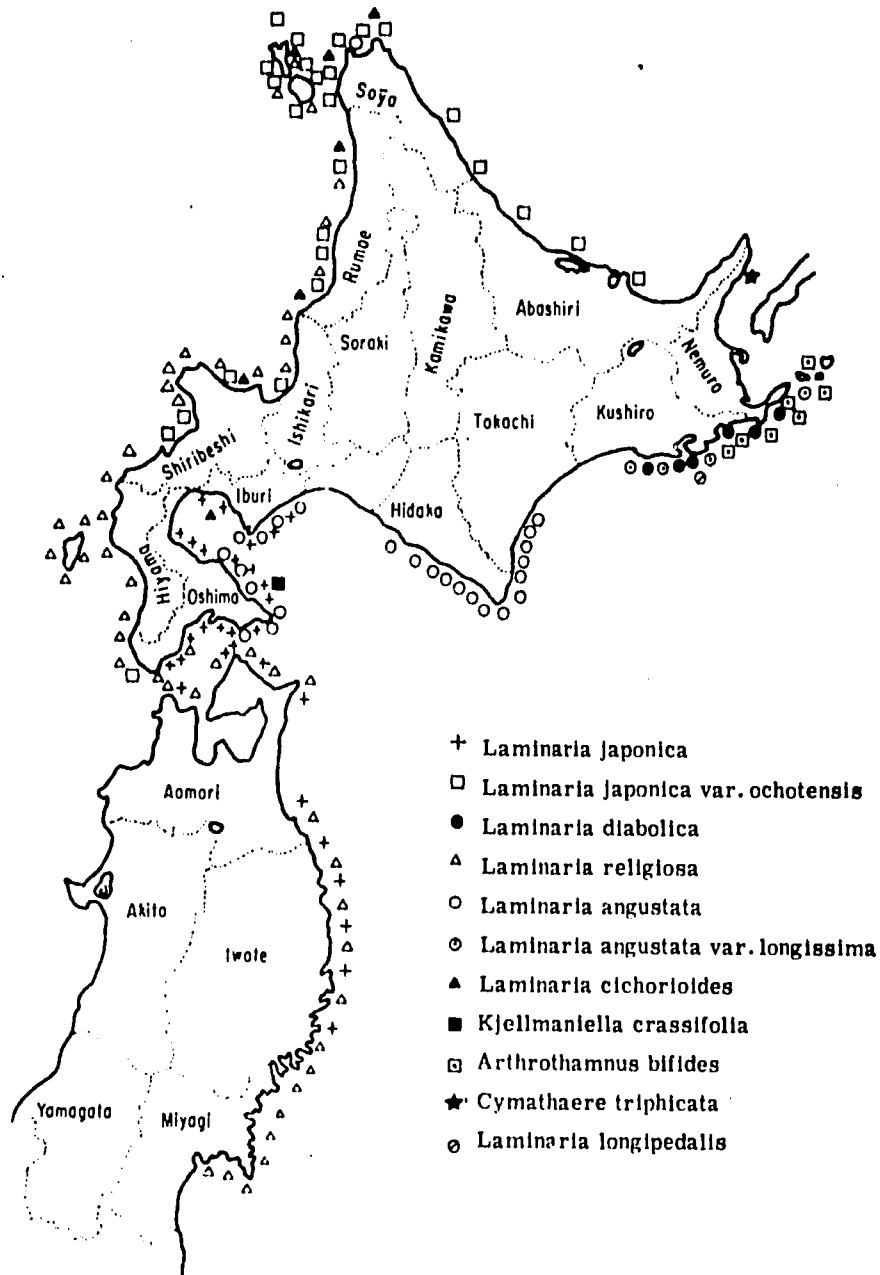 Soya
Rumoe
Soraki
Kamikawa
Abashiri
Nemuro
Ishikari
Tokachi
Kushiro
Shiribeshi
Iburi
Hidaka
Hiyama
Oshima
Aomori
Akita
Iwate
Yamagata
Miyagi
Laminaria japonica
Laminaria japonica var. ochotensis
Laminaria diabolica
Laminaria religiosa
Laminaria angustata
Laminaria angustata var. longissima
Laminaria cichorioides
Kjellmaniella crassifolia
Arthrothamnus bifides
Cymathaere triphicata
Laminaria longipedalis